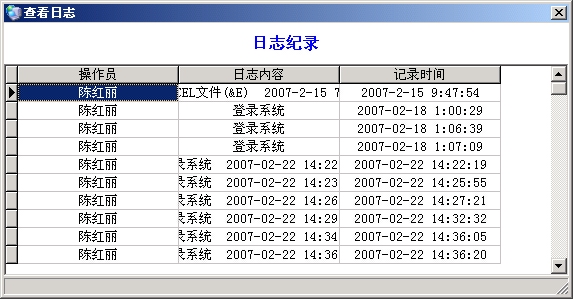 查看日志
日志纪录
操作员 日志内容 记录时间
陈红丽 CEL文件(&E) 2007-2-15 7 2007-2-15 9:47:54
陈红丽 登录系统 2007-02-18 1:00:29
陈红丽 登录系统 2007-02-18 1:06:39
陈红丽 登录系统 2007-02-18 1:07:09
陈红丽 录系统 2007-02-22 14:22 2007-02-22 14:22:19
陈红丽 录系统 2007-02-22 14:23 2007-02-22 14:25:55
陈红丽 录系统 2007-02-22 14:26 2007-02-22 14:27:21
陈红丽 录系统 2007-02-22 14:29 2007-02-22 14:32:32
陈红丽 录系统 2007-02-22 14:34 2007-02-22 14:36:05
陈红丽 录系统 2007-02-22 14:36 2007-02-22 14:36:20